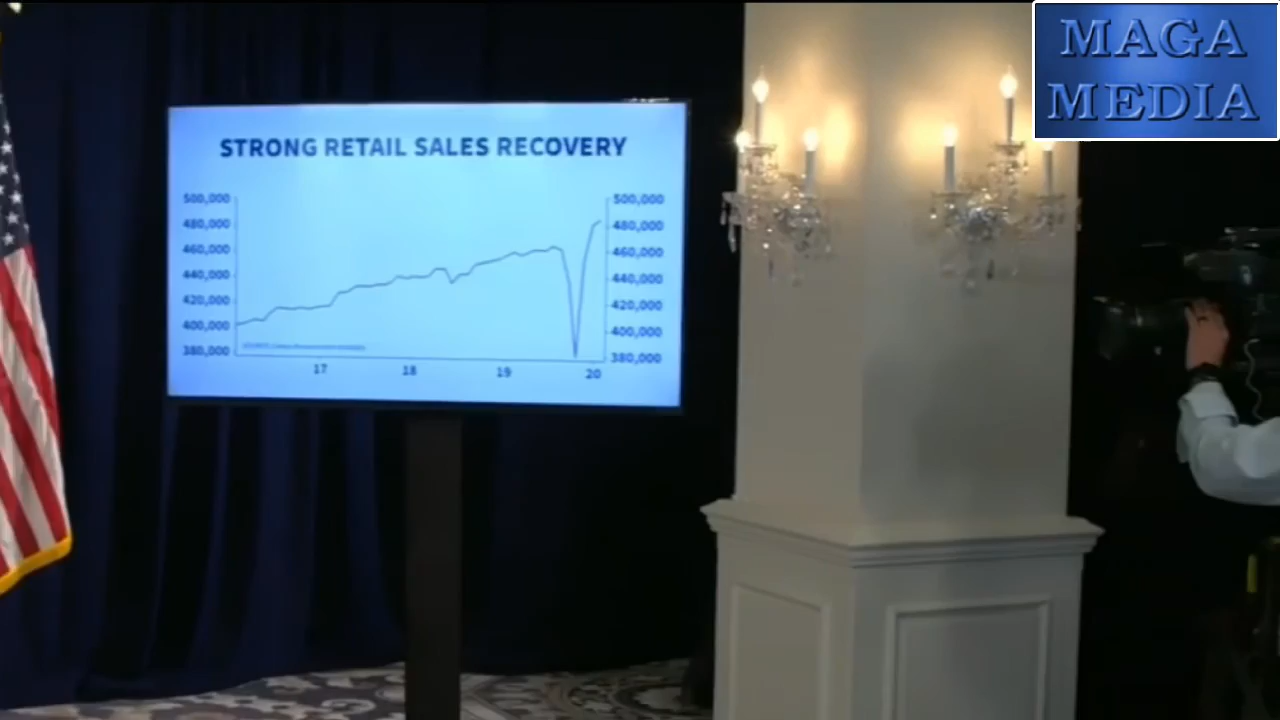 MAGA
MEDIA
STRONG RETAIL SALES RECOVERY
500,000 500,000
480,000 480,000
460,000 460,000
440,000 440,000
420,000 420,000
400,000 400,000
380,000 380,000
17 18 19 20